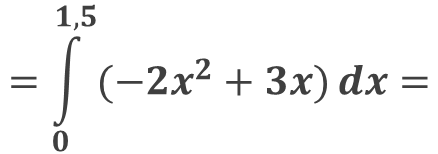 = ∫₀^{1,5} (−2x² + 3x) dx =